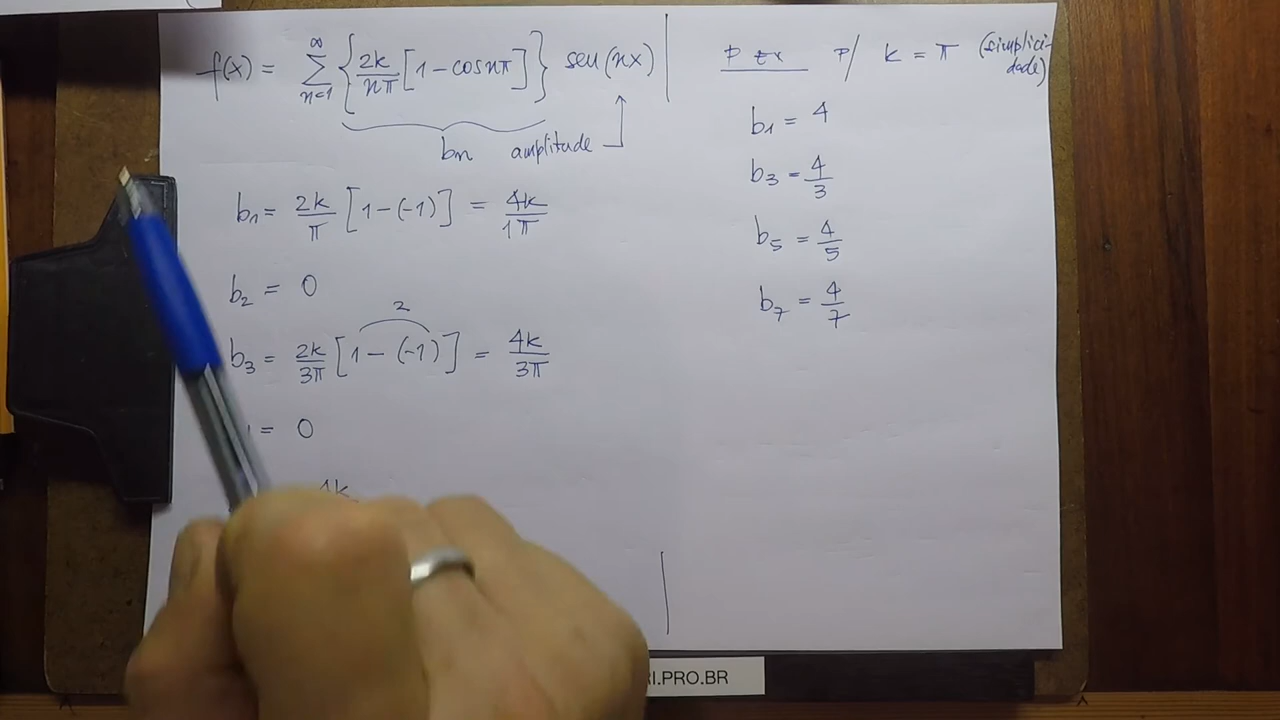 f(x) = ∞ Σ n=1 { 2k/nπ [1 - cos nπ] } sen(nx)
bn amplitude
b1 = 2k/π [1-(-1)] = 4k/1π
b2 = 0
2
b3 = 2k/3π [1-(-1)] = 4k/3π
= 0
4k
P/ k = π (simplicidade)
b1 = 4
b3 = 4/3
b5 = 4/5
b7 = 4/7
RI.PRO.BR